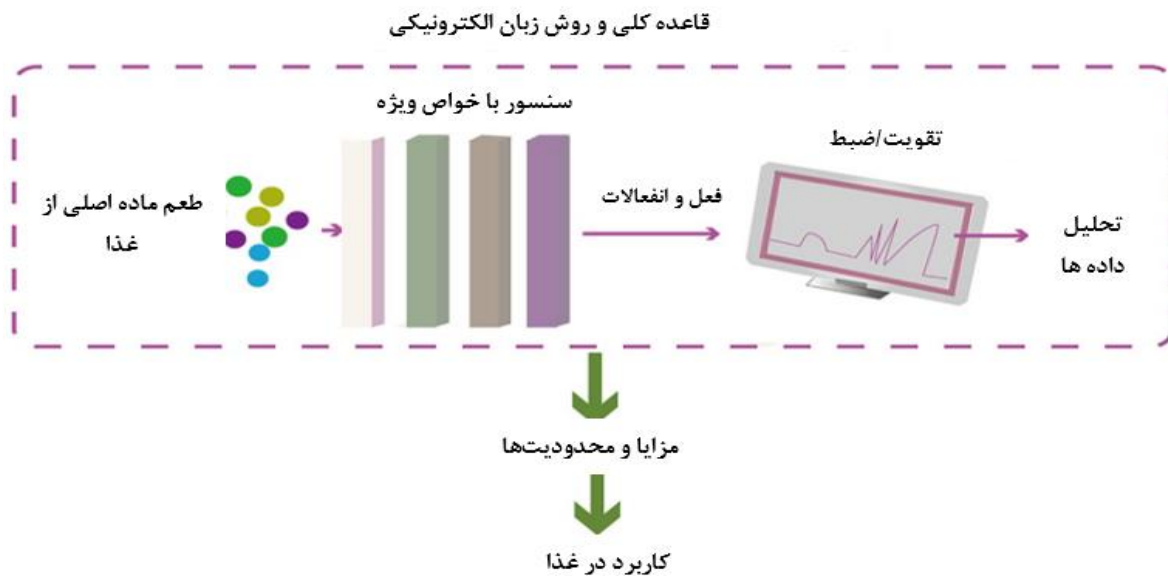 قاعده کلی و روش زبان الکترونیکی
سنسور با خواص ویژه
تقویت/ضبط
طعم ماده اصلی از
غذا
فعل و انفعالات
تحلیل
داده ها
مزایا و محدودیت‌ها
کاربرد در غذا